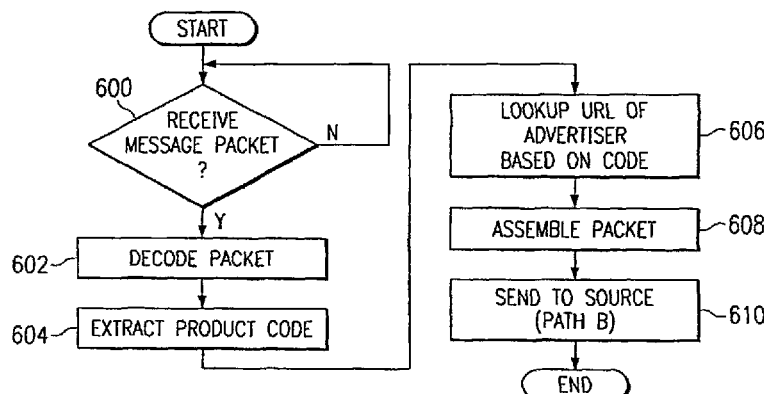 START
600
RECEIVE
MESSAGE PACKET
?
N
Y
602
DECODE PACKET
604
EXTRACT PRODUCT CODE
LOOKUP URL OF
ADVERTISER
BASED ON CODE
606
ASSEMBLE PACKET
608
SEND TO SOURCE
(PATH B)
610
END